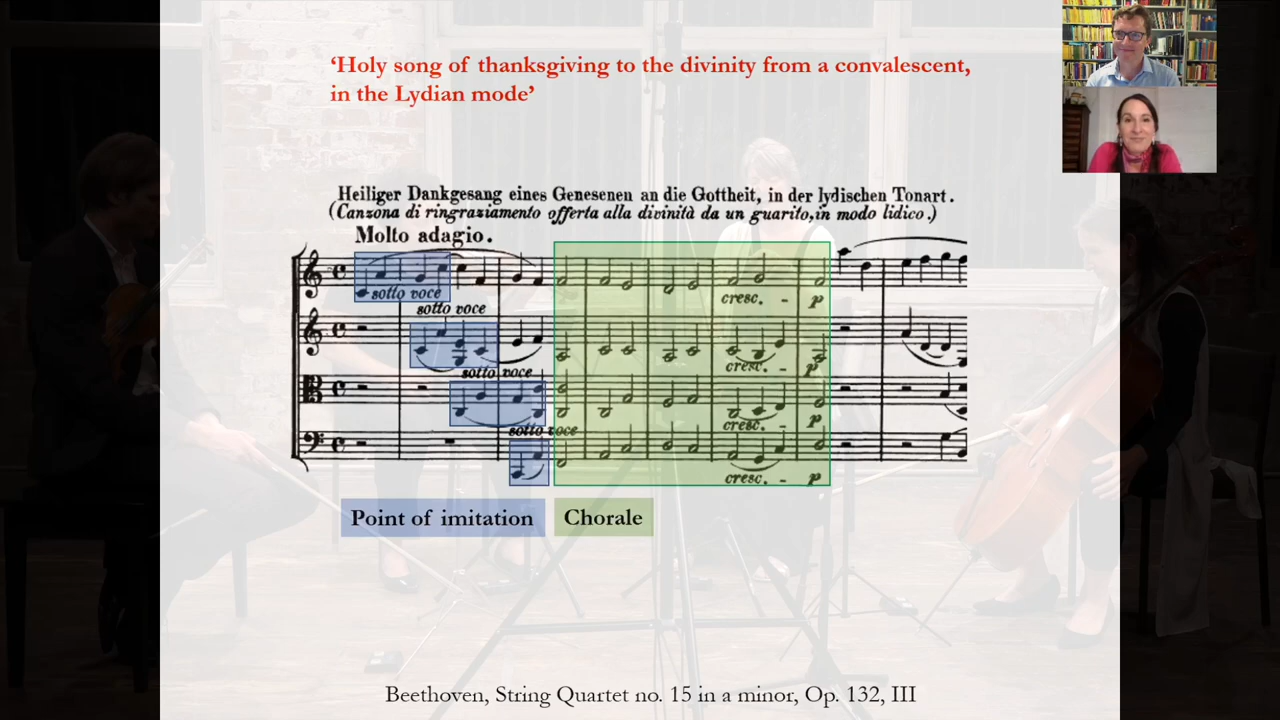 ‘Holy song of thanksgiving to the divinity from a convalescent,
in the Lydian mode’
Heiliger Dankgesang eines Genesenen an die Gottheit, in der lydischen Tonart.
(Canzona di ringraziamento offerta alla divinità da un guarito, in modo lidico.)
Molto adagio.
sotto voce
cresc. - p
sotto voce
cresc. - p
sotto voce
cresc. - p
sotto voce
cresc. - p
Point of imitation
Chorale
Beethoven, String Quartet no. 15 in a minor, Op. 132, III